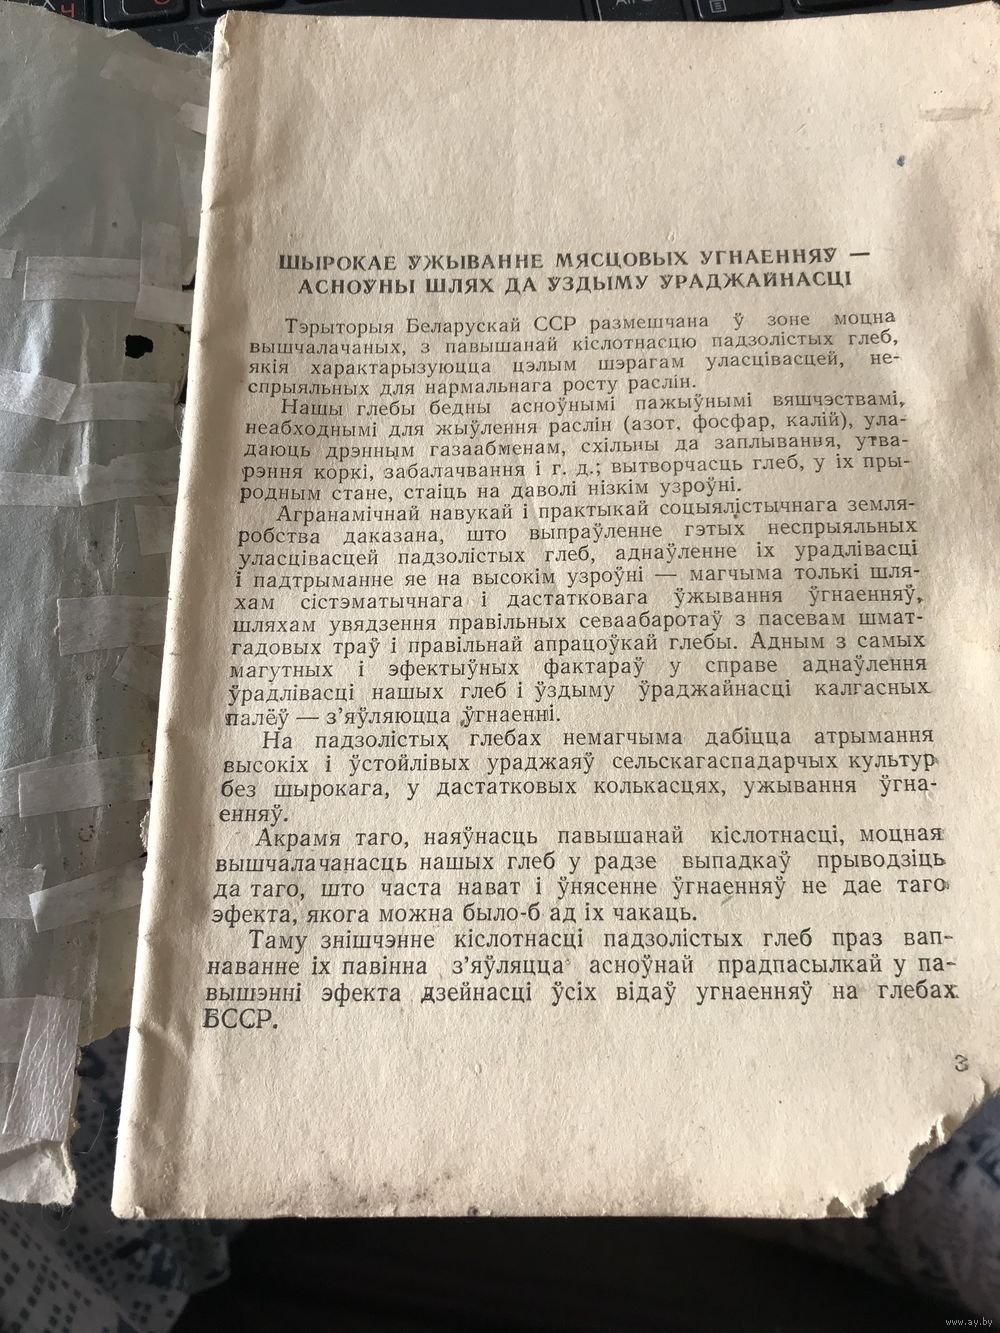 ШЫРОКАЕ ЎЖЫВАННЕ МЯСЦОВЫХ УГНАЕННЯЎ —
АСНОЎНЫ ШЛЯХ ДА ЎЗДЫМУ ЎРАДЖАЙНАСЦІ
Тэрыторыя Беларускай ССР размешчана ў зоне моцна
вышчалачаных, з павышанай кіслотнасцю падзолістых глеб,
якія характарызуюцца цэлым шэрагам уласцівасцей, не-
спрыяльных для нармальнага росту раслін.
Нашы глебы бедны асноўнымі пажыўнымі вяшчэствамі,
неабходнымі для жыўлення раслін (азот, фосфар, калій), ула-
даюць дрэнным газаабменам, схільны да заплывання, утва-
рэння коркі, забалачвання і г. д.; вытворчасць глеб, у іх пры-
родным стане, стаіць на даволі нізкім узроўні.
Агранамічнай навукай і практыкай соцыялістычнага земля-
робства даказана, што выпраўленне гэтых неспрыяльных
уласцівасцей падзолістых глеб, аднаўленне іх урадлівасці
і падтрыманне яе на высокім узроўні — магчыма толькі шля-
хам сістэматычнага і дастатковага ўжывання ўгнаенняў,
шляхам увядзення правільных севаабаротаў з пасевам шмат-
гадовых траў і правільнай апрацоўкай глебы. Адным з самых
магутных і эфектыўных фактараў у справе аднаўлення
ўрадлівасці нашых глеб і ўздыму ўраджайнасці калгасных
палёў — з’яўляюцца ўгнаенні.
На падзолістых глебах немагчыма дабіцца атрымання
высокіх і ўстойлівых ураджаяў сельскагаспадарчых культур
без шырокага, у дастатковых колькасцях, ужывання ўгна-
енняў.
Акрамя таго, наяўнасць павышанай кіслотнасці, моцная
вышчалачанасць нашых глеб у радзе выпадкаў прыводзіць
да таго, што часта нават і ўнясенне ўгнаенняў не дае таго
эфекта, якога можна было-б ад іх чакаць.
Таму знішчэнне кіслотнасці падзолістых глеб праз вап-
наванне іх павінна з’яўляцца асноўнай прадпасылкай у па-
вышэнні эфекта дзейнасці ўсіх відаў угнаенняў на глебах
БССР.
3
www.ay.by